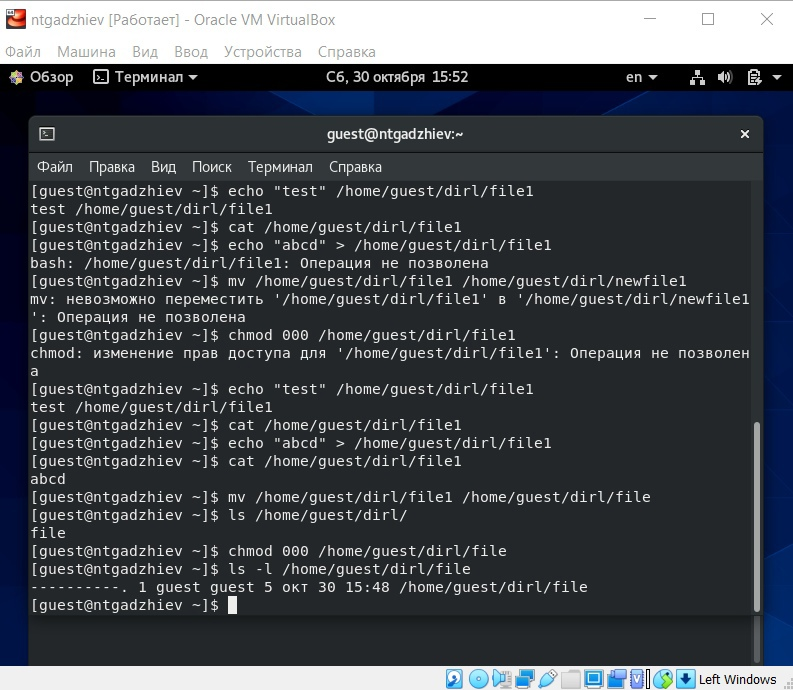 ntgadzhiev [Работает] - Oracle VM VirtualBox
Файл Машина Вид Ввод Устройства Справка
Обзор Терминал Сб, 30 октября 15:52 en
guest@ntgadzhiev:~
Файл Правка Вид Поиск Терминал Справка
[guest@ntgadzhiev ~]$ echo "test" /home/guest/dirl/file1
test /home/guest/dirl/file1
[guest@ntgadzhiev ~]$ cat /home/guest/dirl/file1
[guest@ntgadzhiev ~]$ echo "abcd" > /home/guest/dirl/file1
bash: /home/guest/dirl/file1: Операция не позволена
[guest@ntgadzhiev ~]$ mv /home/guest/dirl/file1 /home/guest/dirl/newfile1
mv: невозможно переместить '/home/guest/dirl/file1' в '/home/guest/dirl/newfile1
': Операция не позволена
[guest@ntgadzhiev ~]$ chmod 000 /home/guest/dirl/file1
chmod: изменение прав доступа для '/home/guest/dirl/file1': Операция не позволен
а
[guest@ntgadzhiev ~]$ echo "test" /home/guest/dirl/file1
test /home/guest/dirl/file1
[guest@ntgadzhiev ~]$ cat /home/guest/dirl/file1
[guest@ntgadzhiev ~]$ echo "abcd" > /home/guest/dirl/file1
[guest@ntgadzhiev ~]$ cat /home/guest/dirl/file1
abcd
[guest@ntgadzhiev ~]$ mv /home/guest/dirl/file1 /home/guest/dirl/file
[guest@ntgadzhiev ~]$ ls /home/guest/dirl/
file
[guest@ntgadzhiev ~]$ chmod 000 /home/guest/dirl/file
[guest@ntgadzhiev ~]$ ls -l /home/guest/dirl/file
----------. 1 guest guest 5 окт 30 15:48 /home/guest/dirl/file
[guest@ntgadzhiev ~]$
Left Windows